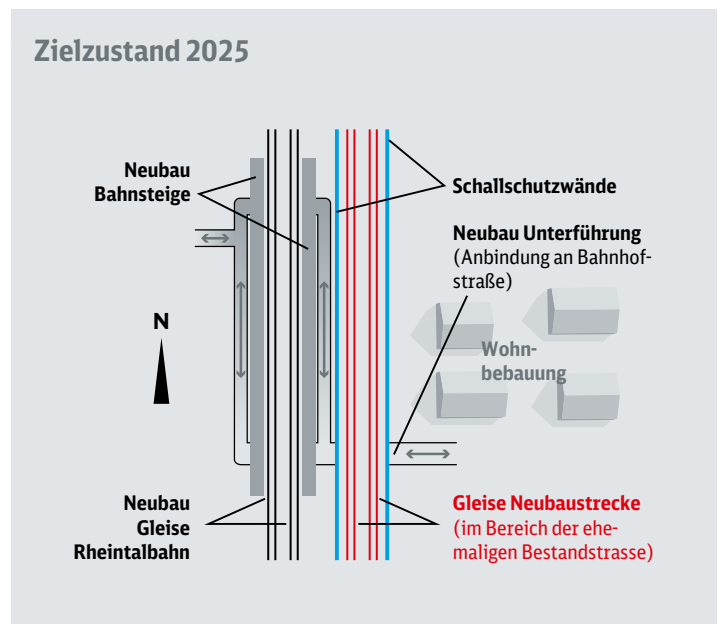 Zielzustand 2025
Neubau
Bahnsteige
Schallschutzwände
Neubau Unterführung
(Anbindung an Bahnhof-
straße)
N
Wohn-
bebauung
Neubau
Gleise
Rheintalbahn
Gleise Neubaustrecke
(im Bereich der ehe-
maligen Bestandstrasse)